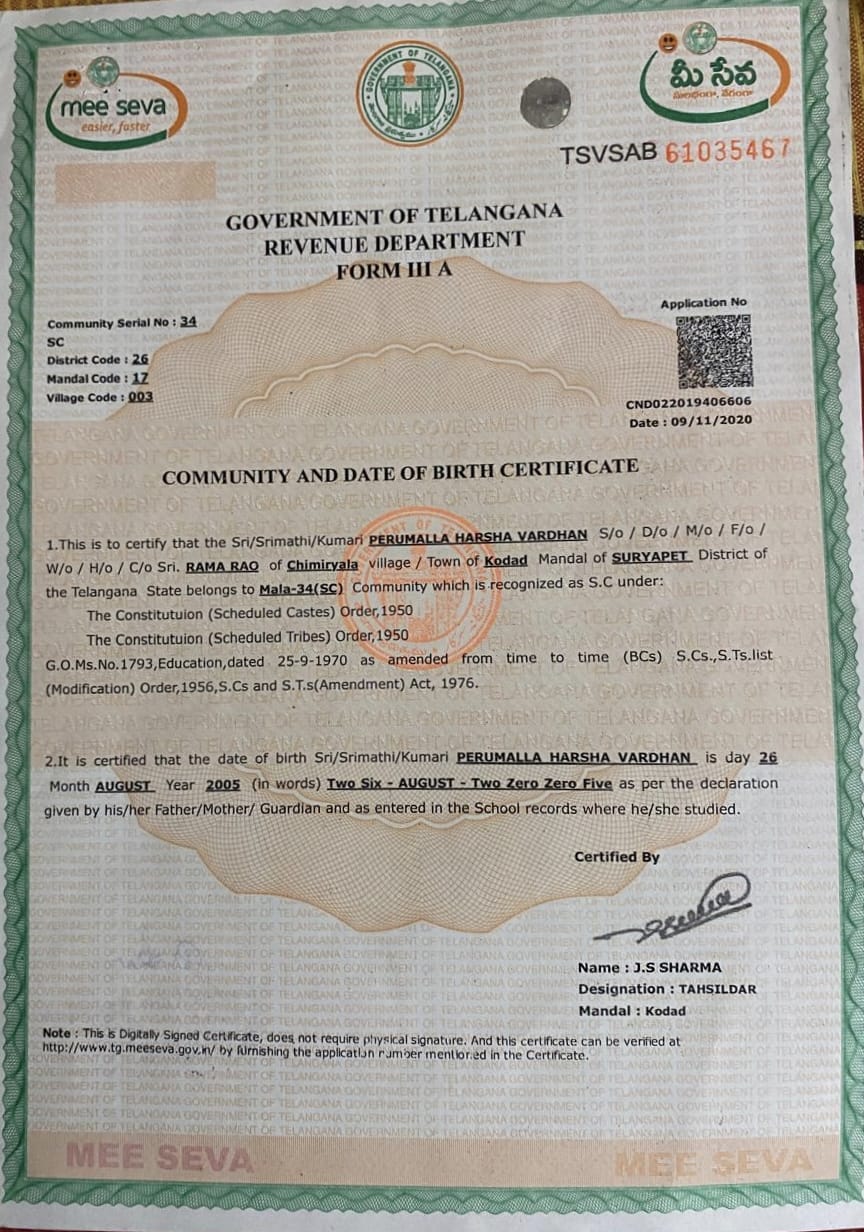 mee seva
easier, faster
GOVERNMENT OF TELANGANA
మీ సేవ
TSVSAB 61035467
GOVERNMENT OF TELANGANA
REVENUE DEPARTMENT
FORM III A
Application No
Community Serial No : 34
SC
District Code : 26
Mandal Code : 17
Village Code : 003
CND022019406606
Date : 09/11/2020
COMMUNITY AND DATE OF BIRTH CERTIFICATE
1.This is to certify that the Sri/Srimathi/Kumari PERUMALLA HARSHA VARDHAN S/o / D/o / M/o / F/o /
W/o / H/o / C/o Sri. RAMA RAO of Chimiryala village / Town of Kodad Mandal of SURYAPET District of
the Telangana State belongs to Mala-34(SC) Community which is recognized as S.C under:
The Constitutuion (Scheduled Castes) Order,1950
The Constitutuion (Scheduled Tribes) Order,1950
G.O.Ms.No.1793,Education,dated 25-9-1970 as amended from time to time (BCs) S.Cs.,S.Ts.list
(Modification) Order,1956,S.Cs and S.T.s(Amendment) Act, 1976.
2.It is certified that the date of birth Sri/Srimathi/Kumari PERUMALLA HARSHA VARDHAN is day 26
Month AUGUST Year 2005 (in words) Two Six - AUGUST - Two Zero Zero Five as per the declaration
given by his/her Father/Mother/ Guardian and as entered in the School records where he/she studied.
Certified By
Name : J.S SHARMA
Designation : TAHSILDAR
Mandal : Kodad
Note : This is Digitally Signed Certificate, does not require physical signature. And this certificate can be verified at
http://www.tg.meeseva.gov.in/ by furnishing the application number mentioned in the Certificate.
MEE SEVA MEE SEVA